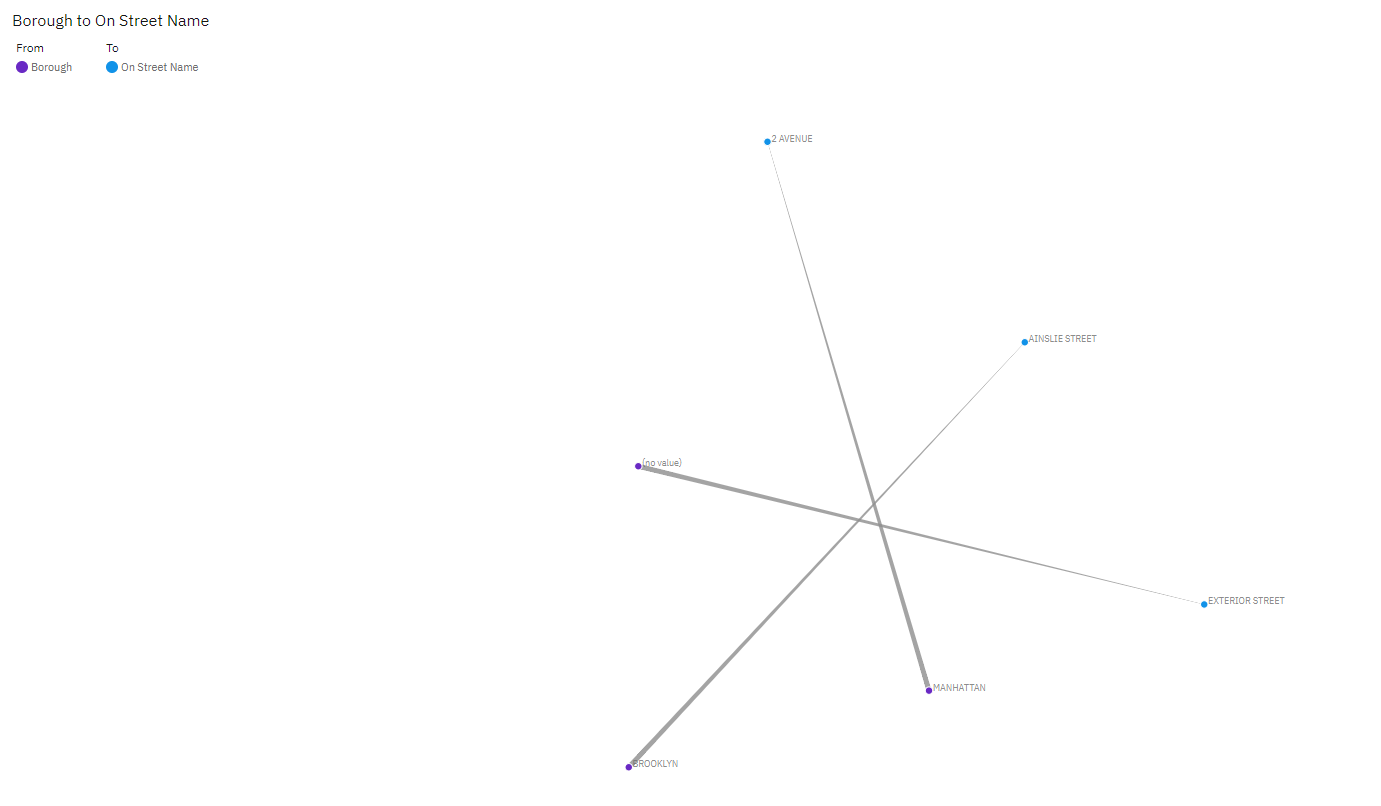 Borough to On Street Name
From To
Borough On Street Name
2 AVENUE
AINSLIE STREET
(no value)
EXTERIOR STREET
MANHATTAN
BROOKLYN